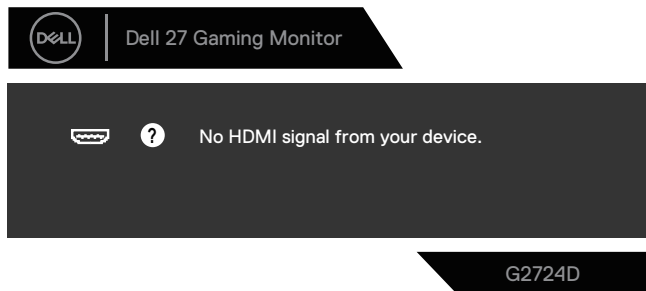 DELL
Dell 27 Gaming Monitor
?
No HDMI signal from your device.
G2724D